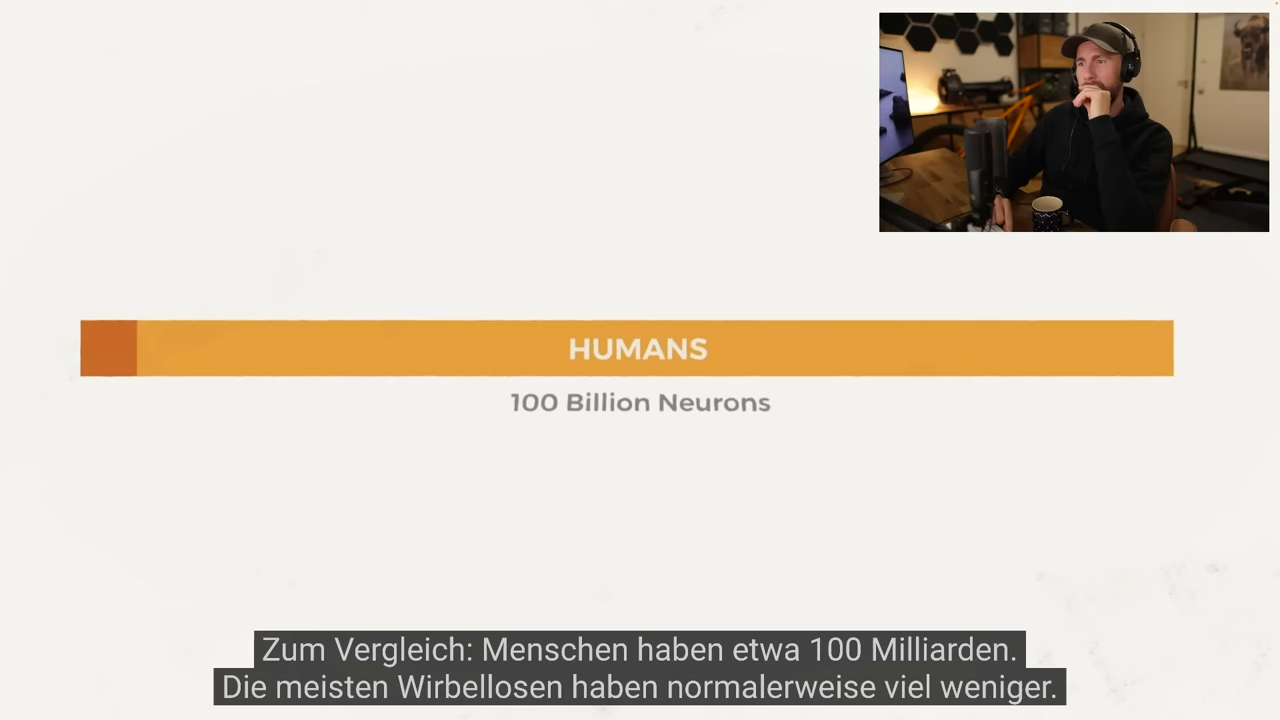 HUMANS
100 Billion Neurons
Zum Vergleich: Menschen haben etwa 100 Milliarden.
Die meisten Wirbellosen haben normalerweise viel weniger.